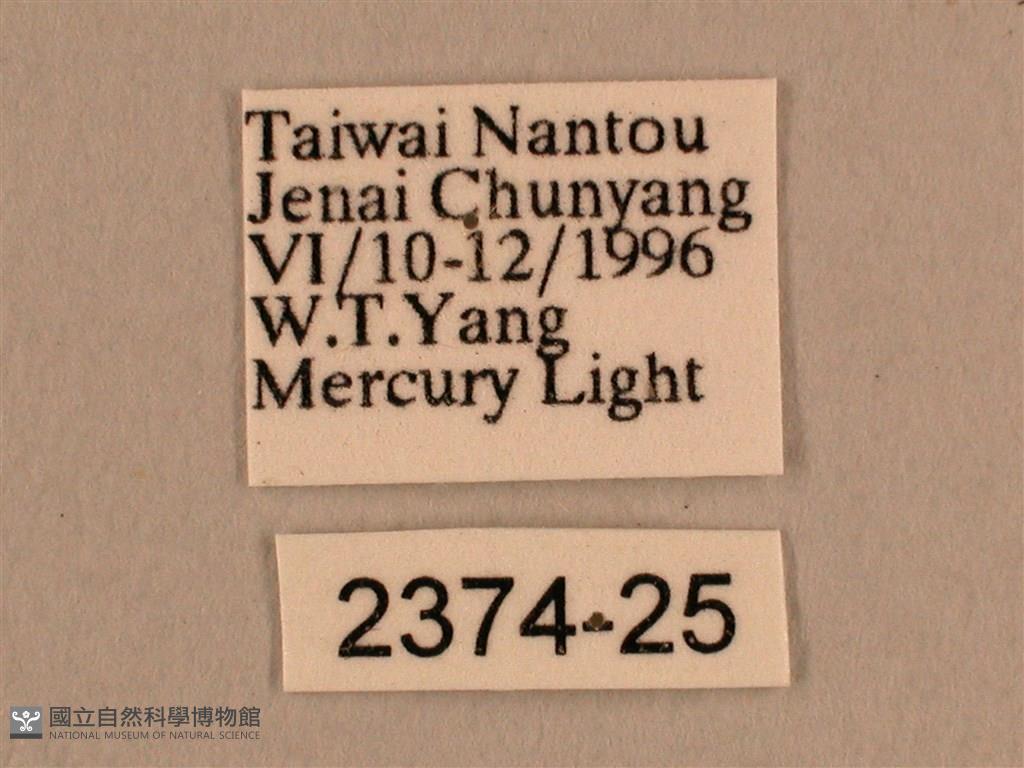 Taiwai Nantou
Jenai Chunyang
VI/10-12/1996
W.T.Yang
Mercury Light
2374-25
國立自然科學博物館
NATIONAL MUSEUM OF NATURAL SCIENCE